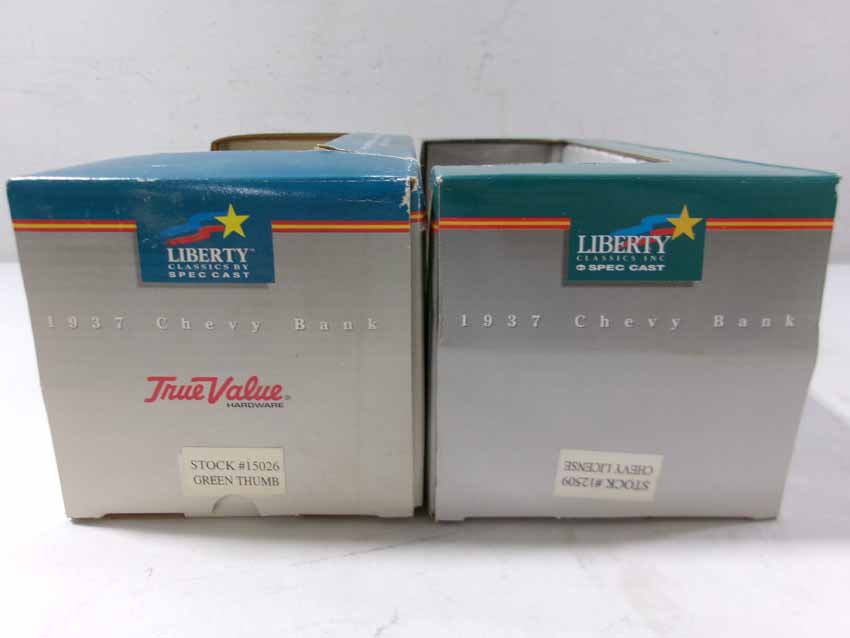 LIBERTY™
CLASSICS BY
SPEC CAST
1937 Chevy Bank
True Value®
HARDWARE
STOCK #15026
GREEN THUMB
LIBERTY
CLASSICS INC
SPEC CAST
1937 Chevy Bank
STOCK #12509
CHEVY LICENSE